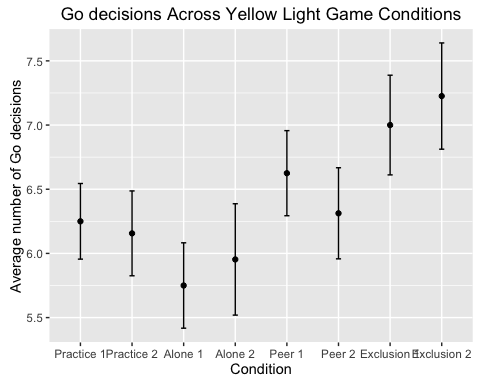 Go decisions Across Yellow Light Game Conditions
Average number of Go decisions
7.5
7.0
6.5
6.0
5.5
Practice 1 Practice 2 Alone 1 Alone 2 Peer 1 Peer 2 Exclusion 1 Exclusion 2
Condition